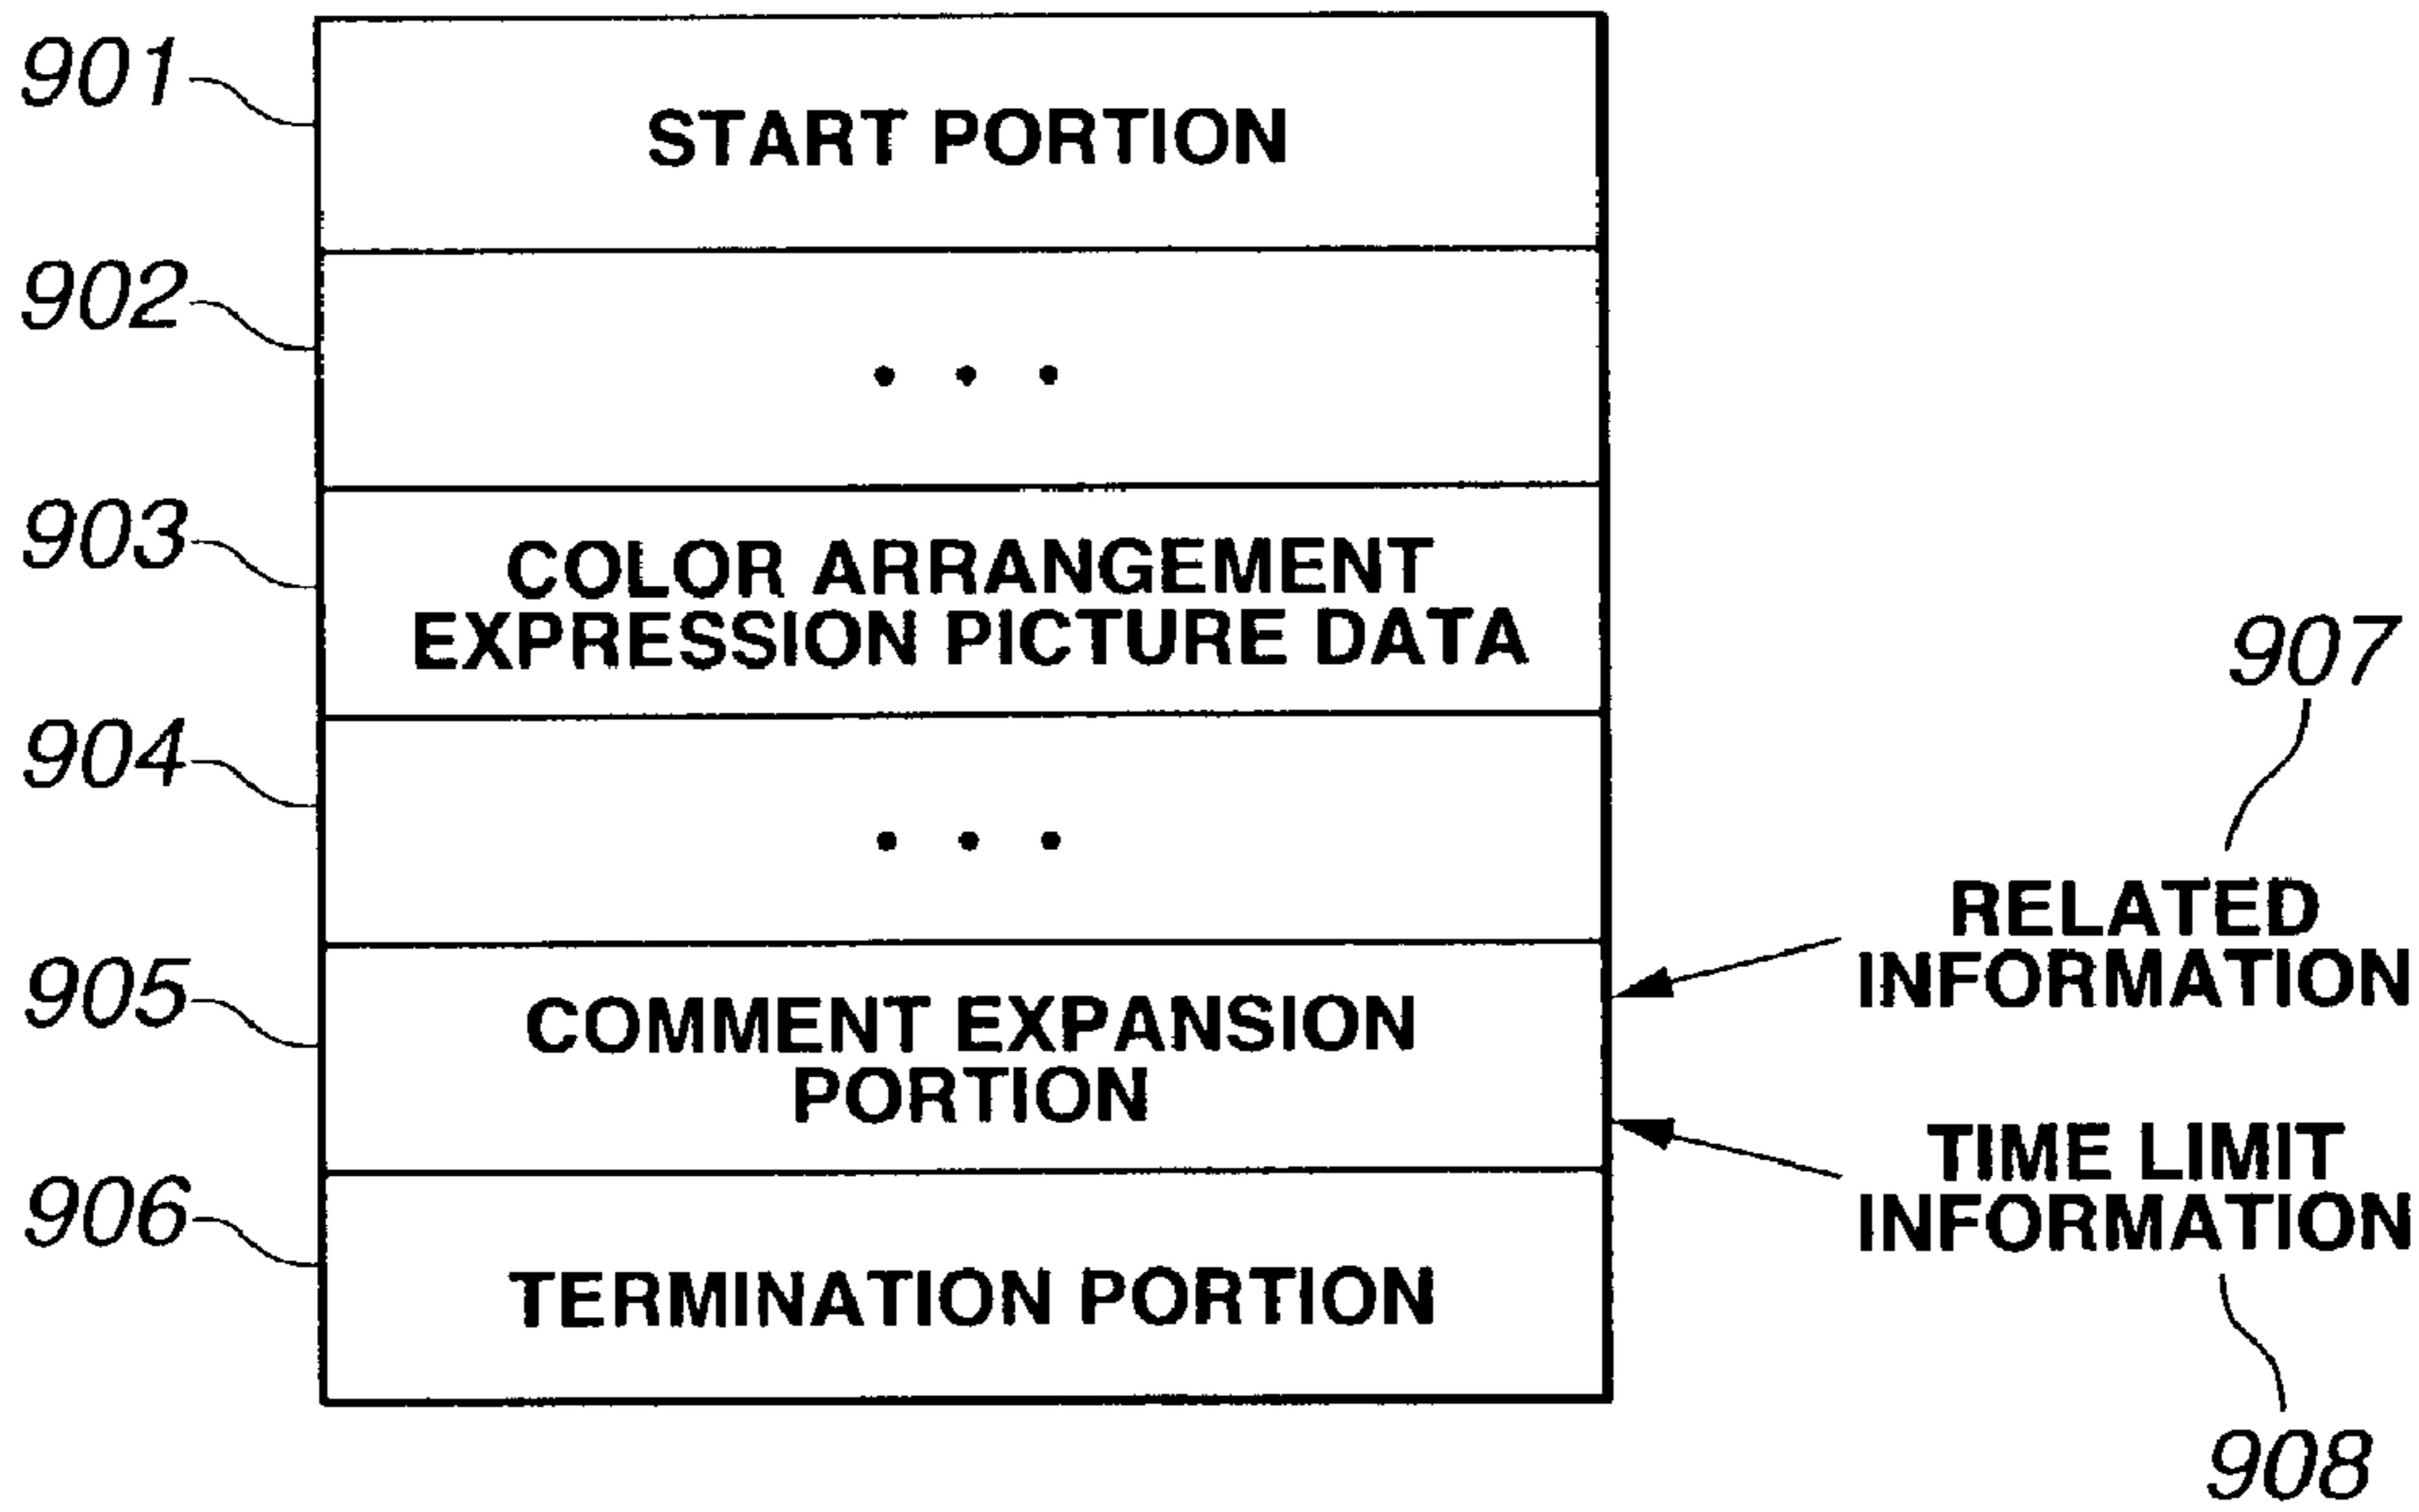 901
START PORTION
902
• • •
903
COLOR ARRANGEMENT
EXPRESSION PICTURE DATA
907
904
• • •
RELATED
INFORMATION
905
COMMENT EXPANSION
PORTION
TIME LIMIT
INFORMATION
906
TERMINATION PORTION
908